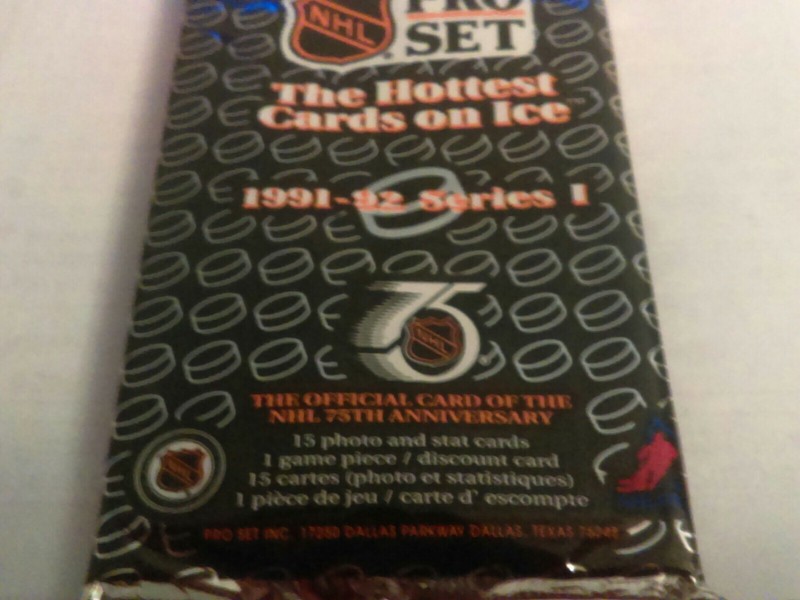 NHL
PRO
SET
The Hottest
Cards on Ice
1991-92 Series I
75
NHL
THE OFFICIAL CARD OF THE
NHL 75TH ANNIVERSARY
15 photo and stat cards
1 game piece / discount card
15 cartes (photo et statistiques)
1 pièce de jeu / carte d' escompte
NHL
PRO SET INC. 17250 DALLAS PARKWAY DALLAS, TEXAS 75248